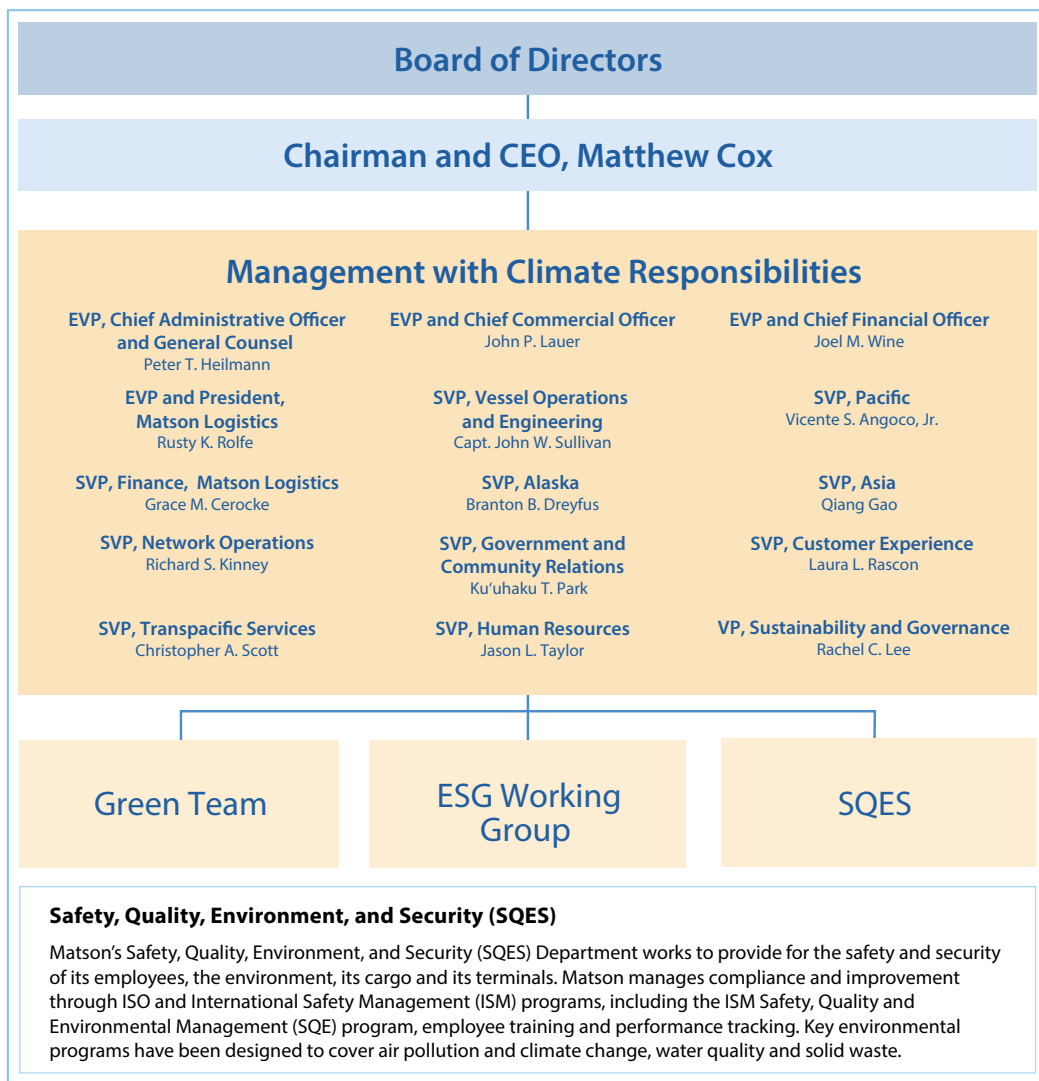 Board of Directors
Chairman and CEO, Matthew Cox
Management with Climate Responsibilities
EVP, Chief Administrative Officer
and General Counsel
Peter T. Heilmann
EVP and Chief Commercial Officer
John P. Lauer
EVP and Chief Financial Officer
Joel M. Wine
EVP and President,
Matson Logistics
Rusty K. Rolfe
SVP, Vessel Operations
and Engineering
Capt. John W. Sullivan
SVP, Pacific
Vicente S. Angoco, Jr.
SVP, Finance, Matson Logistics
Grace M. Cerocke
SVP, Alaska
Branton B. Dreyfus
SVP, Asia
Qiang Gao
SVP, Network Operations
Richard S. Kinney
SVP, Government and
Community Relations
Ku‘uhaku T. Park
SVP, Customer Experience
Laura L. Rascon
SVP, Transpacific Services
Christopher A. Scott
SVP, Human Resources
Jason L. Taylor
VP, Sustainability and Governance
Rachel C. Lee
Green Team
ESG Working
Group
SQES
Safety, Quality, Environment, and Security (SQES)
Matson’s Safety, Quality, Environment, and Security (SQES) Department works to provide for the safety and security
of its employees, the environment, its cargo and its terminals. Matson manages compliance and improvement
through ISO and International Safety Management (ISM) programs, including the ISM Safety, Quality and
Environmental Management (SQE) program, employee training and performance tracking. Key environmental
programs have been designed to cover air pollution and climate change, water quality and solid waste.